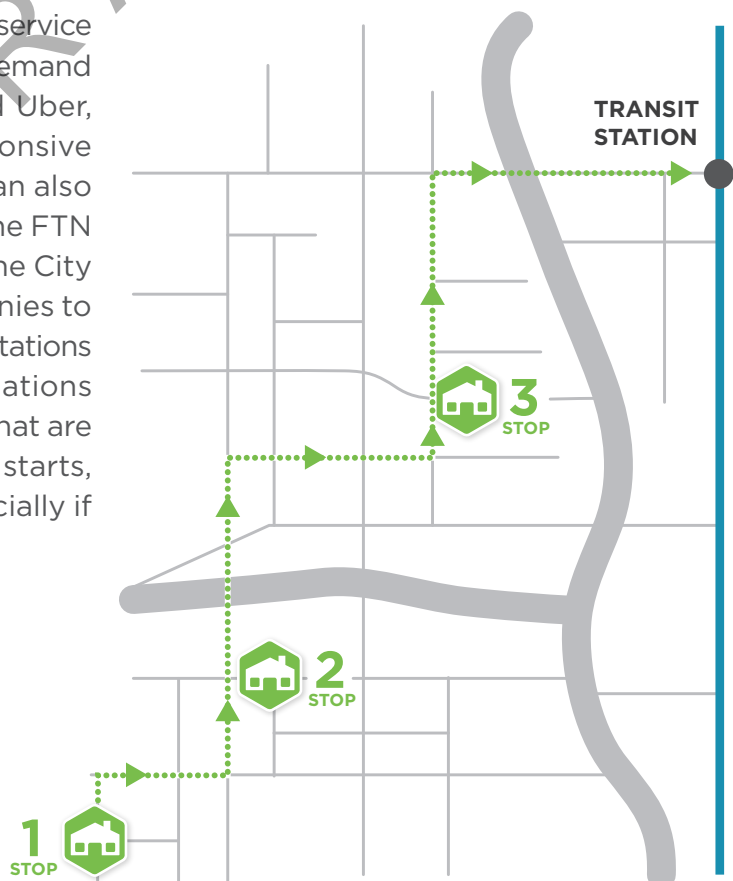 service
emand
d Uber,
onsive
an also
he FTN
he City
nies to
tations
ations
hat are
starts,
cially if
R
TRANSIT
STATION
3
STOP
2
STOP
1
STOP